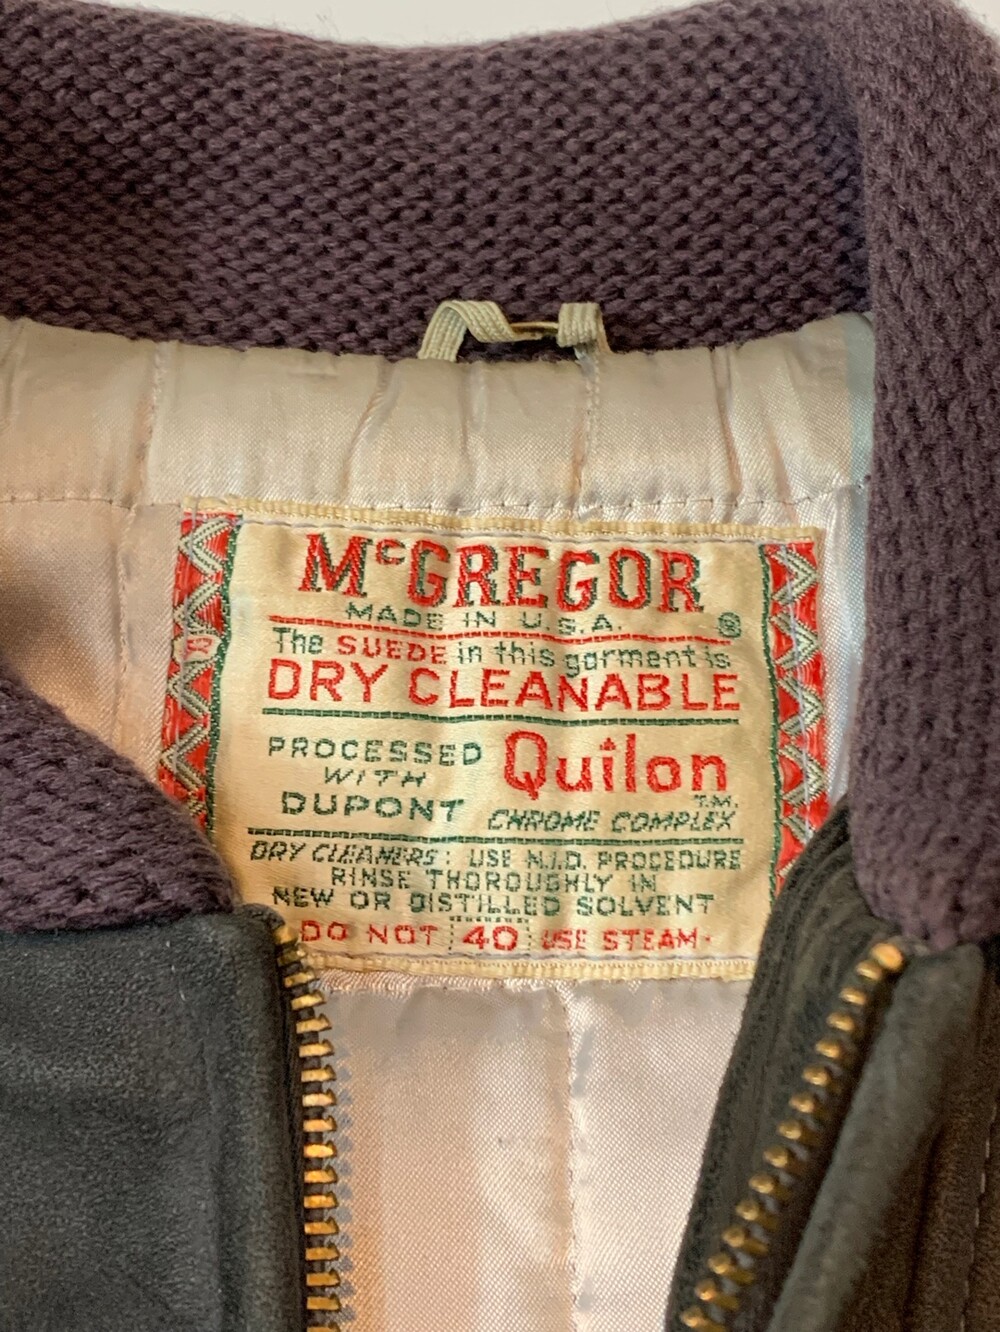 McGREGOR
MADE IN U.S.A. ®
The SUEDE in this garment is
DRY CLEANABLE
PROCESSED
WITH
DUPONT
Quilon
T.M.
CHROME COMPLEX
DRY CLEANERS: USE N.I.D. PROCEDURE
RINSE THOROUGHLY IN
NEW OR DISTILLED SOLVENT
DO NOT 40 USE STEAM.